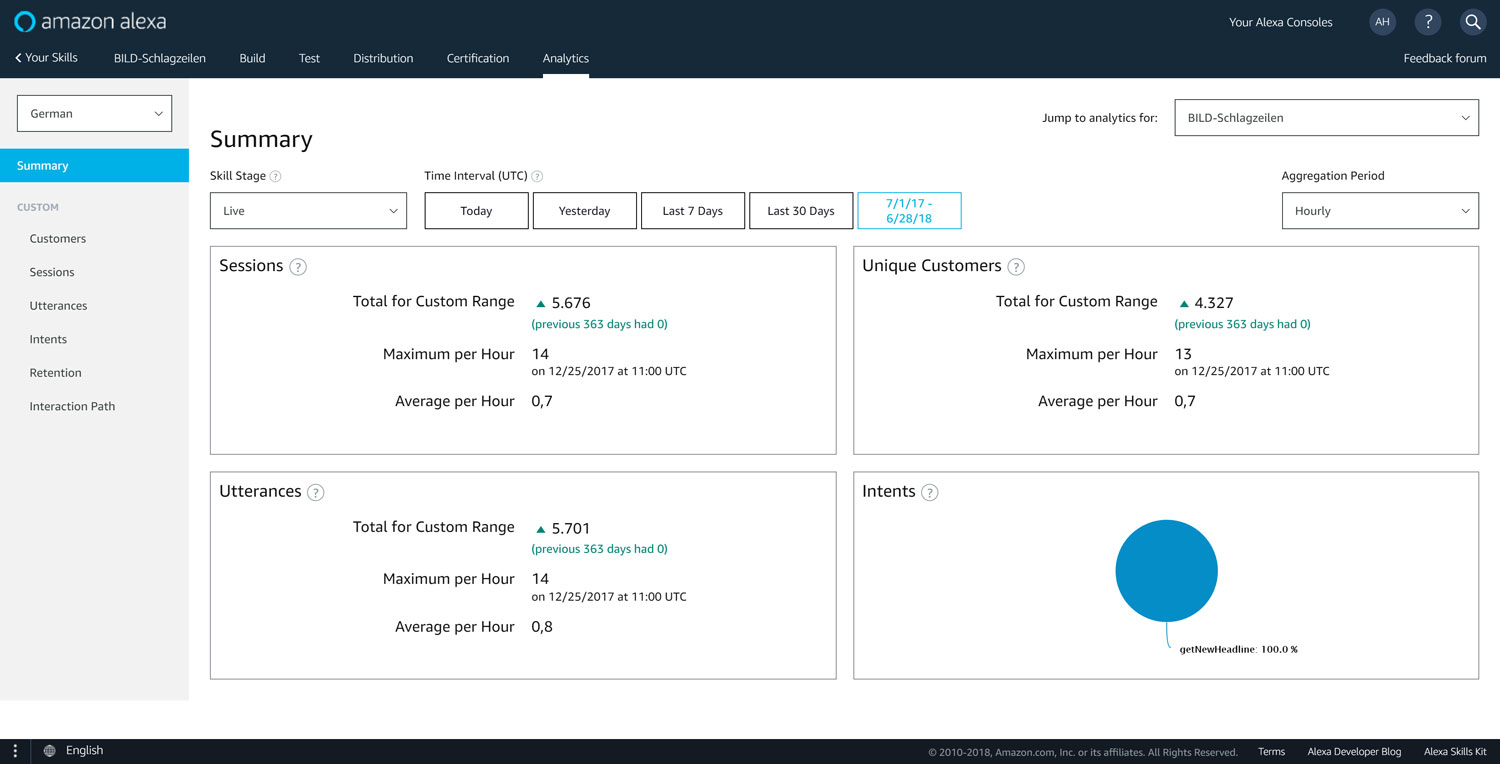 amazon alexa
Your Alexa Consoles
AH
?
Your Skills
BILD-Schlagzeilen
Build
Test
Distribution
Certification
Analytics
Feedback forum
German
Summary
CUSTOM
Customers
Sessions
Utterances
Intents
Retention
Interaction Path
Jump to analytics for:
BILD-Schlagzeilen
Summary
Skill Stage ?
Time Interval (UTC) ?
Aggregation Period
Live
Today
Yesterday
Last 7 Days
Last 30 Days
7/1/17 -
6/28/18
Hourly
Sessions ?
Total for Custom Range ▲ 5.676
(previous 363 days had 0)
Maximum per Hour 14
on 12/25/2017 at 11:00 UTC
Average per Hour 0,7
Unique Customers ?
Total for Custom Range ▲ 4.327
(previous 363 days had 0)
Maximum per Hour 13
on 12/25/2017 at 11:00 UTC
Average per Hour 0,7
Utterances ?
Total for Custom Range ▲ 5.701
(previous 363 days had 0)
Maximum per Hour 14
on 12/25/2017 at 11:00 UTC
Average per Hour 0,8
Intents ?
getNewHeadline: 100.0 %
English
© 2010-2018, Amazon.com, Inc. or its affiliates. All Rights Reserved.
Terms
Alexa Developer Blog
Alexa Skills Kit